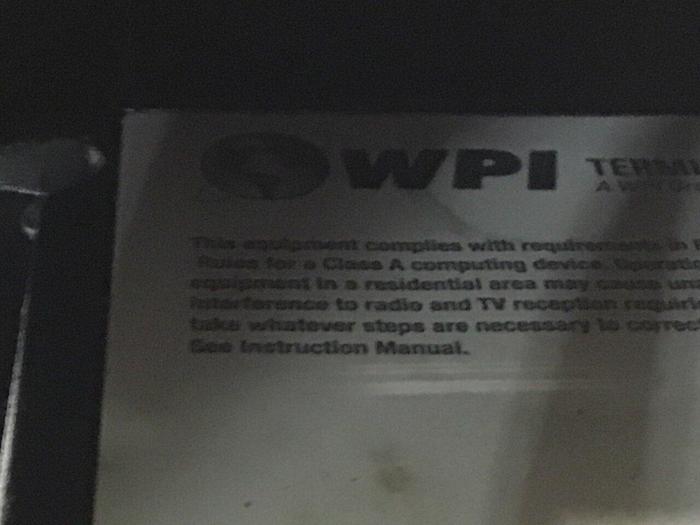 WPI TERMI
A
This equipment complies with requirements in
Rules for a Class A computing device. Operatio
equipment in a residential area may cause un
interference to radio and TV reception requiri
take whatever steps are necessary to correc
See Instruction Manual.